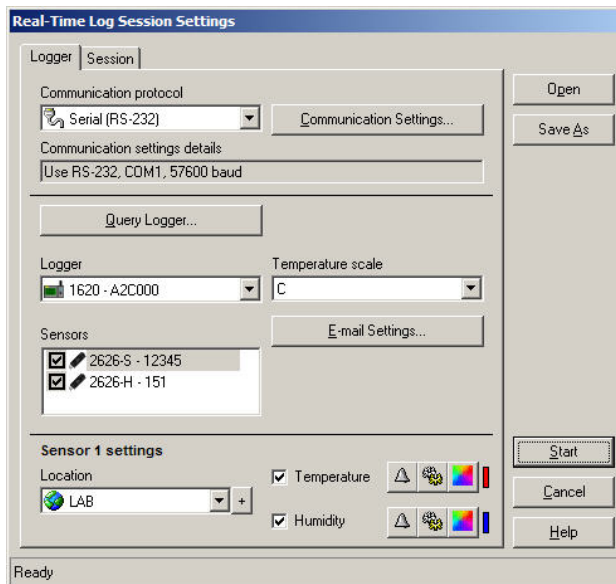 Real-Time Log Session Settings
Logger
Session
Communication protocol
Serial (RS-232)
Communication Settings...
Communication settings details
Use RS-232, COM1, 57600 baud
Query Logger...
Logger
Temperature scale
1620 - A2C000
C
E-mail Settings...
Sensors
2626-S - 12345
2626-H - 151
Sensor 1 settings
Location
LAB
+
Temperature
Humidity
Open
Save As
Start
Cancel
Help
Ready